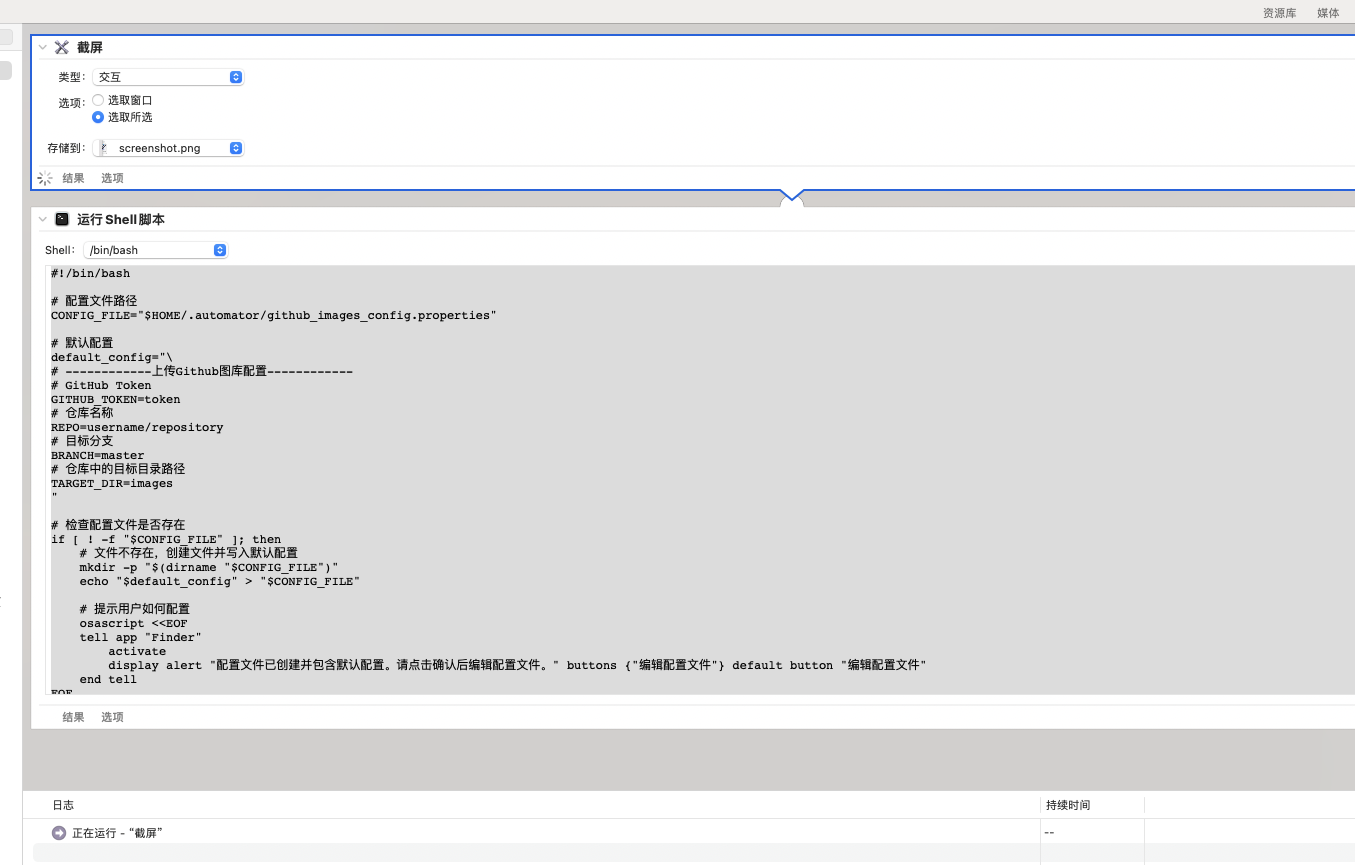 资源库 媒体
截屏
类型： 交互
选项： 选取窗口
选取所选
存储到： screenshot.png
结果 选项
运行 Shell 脚本
Shell： /bin/bash
#!/bin/bash
# 配置文件路径
CONFIG_FILE="$HOME/.automator/github_images_config.properties"
# 默认配置
default_config="\
# ------------上传Github图库配置------------
# GitHub Token
GITHUB_TOKEN=token
# 仓库名称
REPO=username/repository
# 目标分支
BRANCH=master
# 仓库中的目标目录路径
TARGET_DIR=images
"
# 检查配置文件是否存在
if [ ! -f "$CONFIG_FILE" ]; then
# 文件不存在，创建文件并写入默认配置
mkdir -p "$(dirname "$CONFIG_FILE")"
echo "$default_config" > "$CONFIG_FILE"
# 提示用户如何配置
osascript <<EOF
tell app "Finder"
activate
display alert "配置文件已创建并包含默认配置。请点击确认后编辑配置文件。" buttons {"编辑配置文件"} default button "编辑配置文件"
end tell
EOF
结果 选项
日志 持续时间
正在运行 - “截屏” --